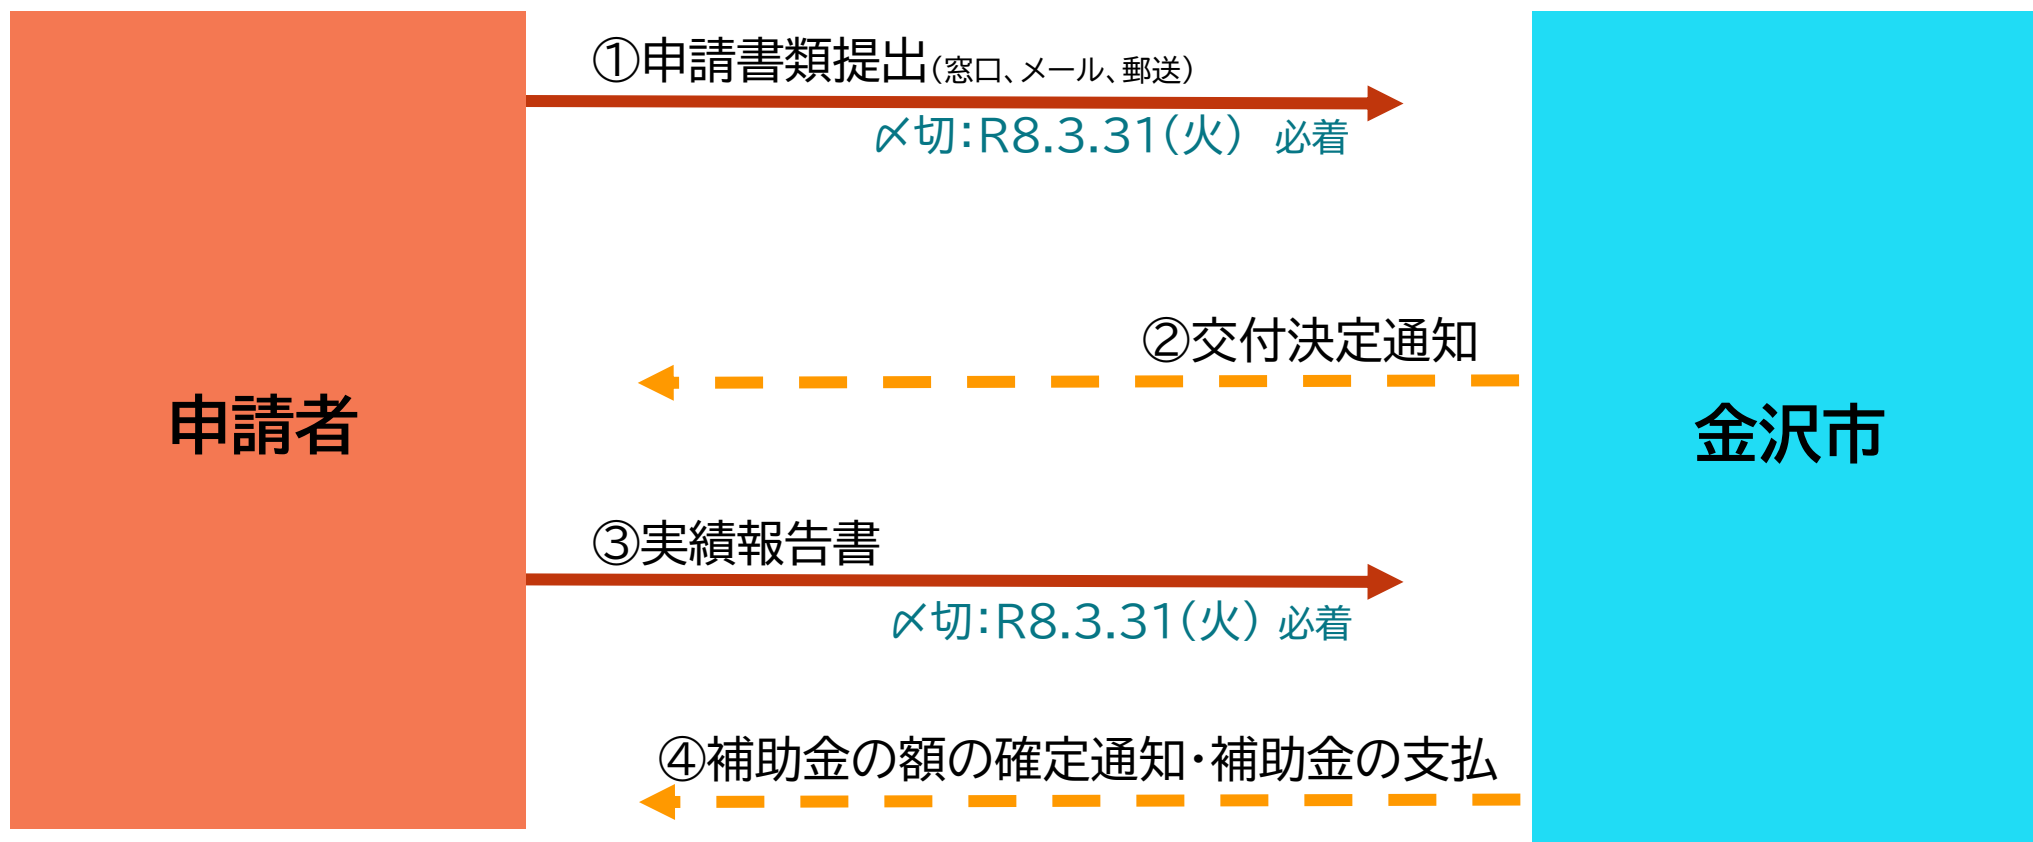 ①申請書類提出(窓口、メール、郵送)
〆切:R8.3.31(火) 必着
②交付決定通知
申請者
金沢市
③実績報告書
〆切:R8.3.31(火) 必着
④補助金の額の確定通知・補助金の支払